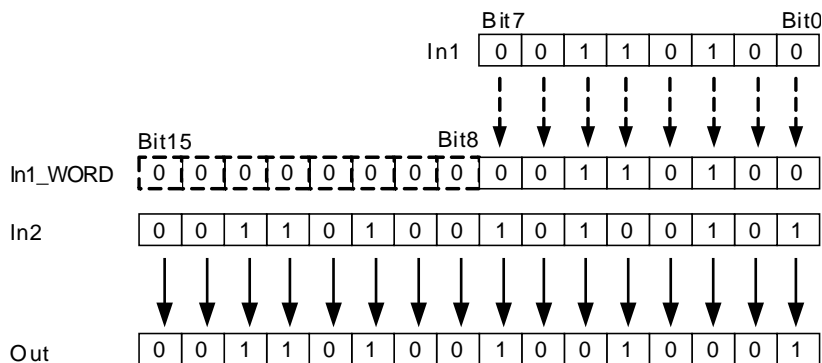 Bit7 Bit0
In1 0 0 1 1 0 1 0 0
Bit15 Bit8
In1_WORD 0 0 0 0 0 0 0 0 0 0 1 1 0 1 0 0
In2 0 0 1 1 0 1 0 0 1 0 1 0 0 1 0 1
Out 0 0 1 1 0 1 0 0 1 0 0 1 0 0 0 1